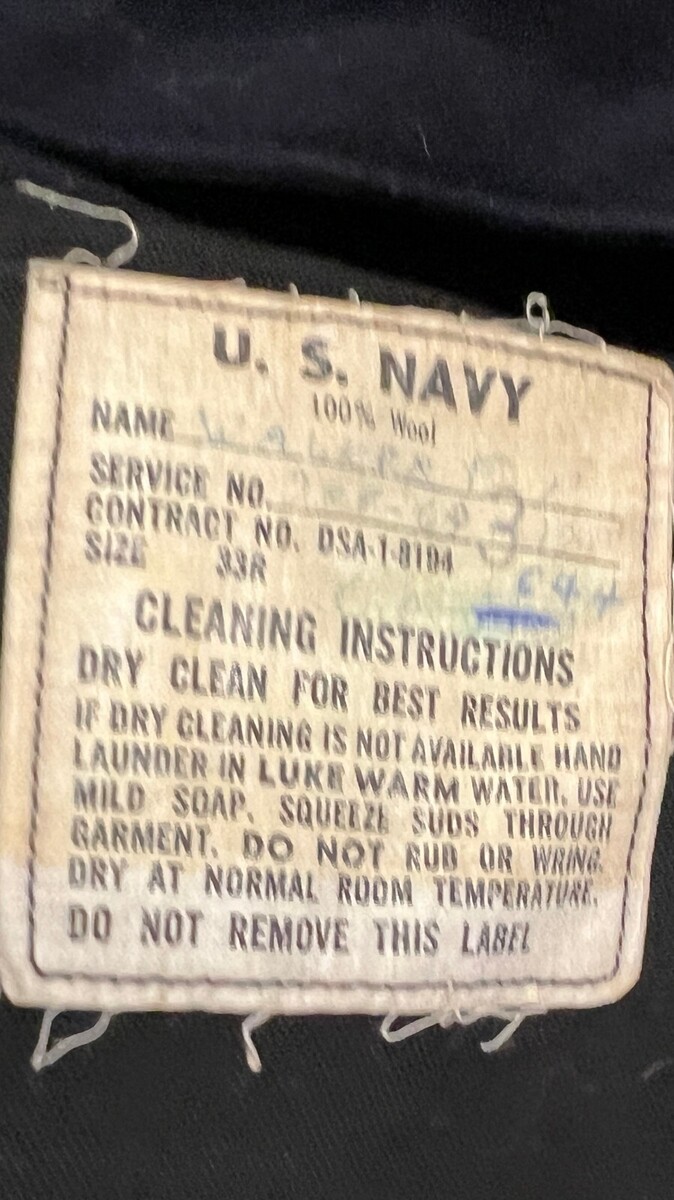 U. S. NAVY
100% Wool
NAME
SERVICE NO.
CONTRACT NO. DSA-1-8194
SIZE 33R
644
CLEANING INSTRUCTIONS
DRY CLEAN FOR BEST RESULTS
IF DRY CLEANING IS NOT AVAILABLE HAND
LAUNDER IN LUKE WARM WATER. USE
MILD SOAP. SQUEEZE SUDS THROUGH
GARMENT. DO NOT RUB OR WRING.
DRY AT NORMAL ROOM TEMPERATURE.
DO NOT REMOVE THIS LABEL